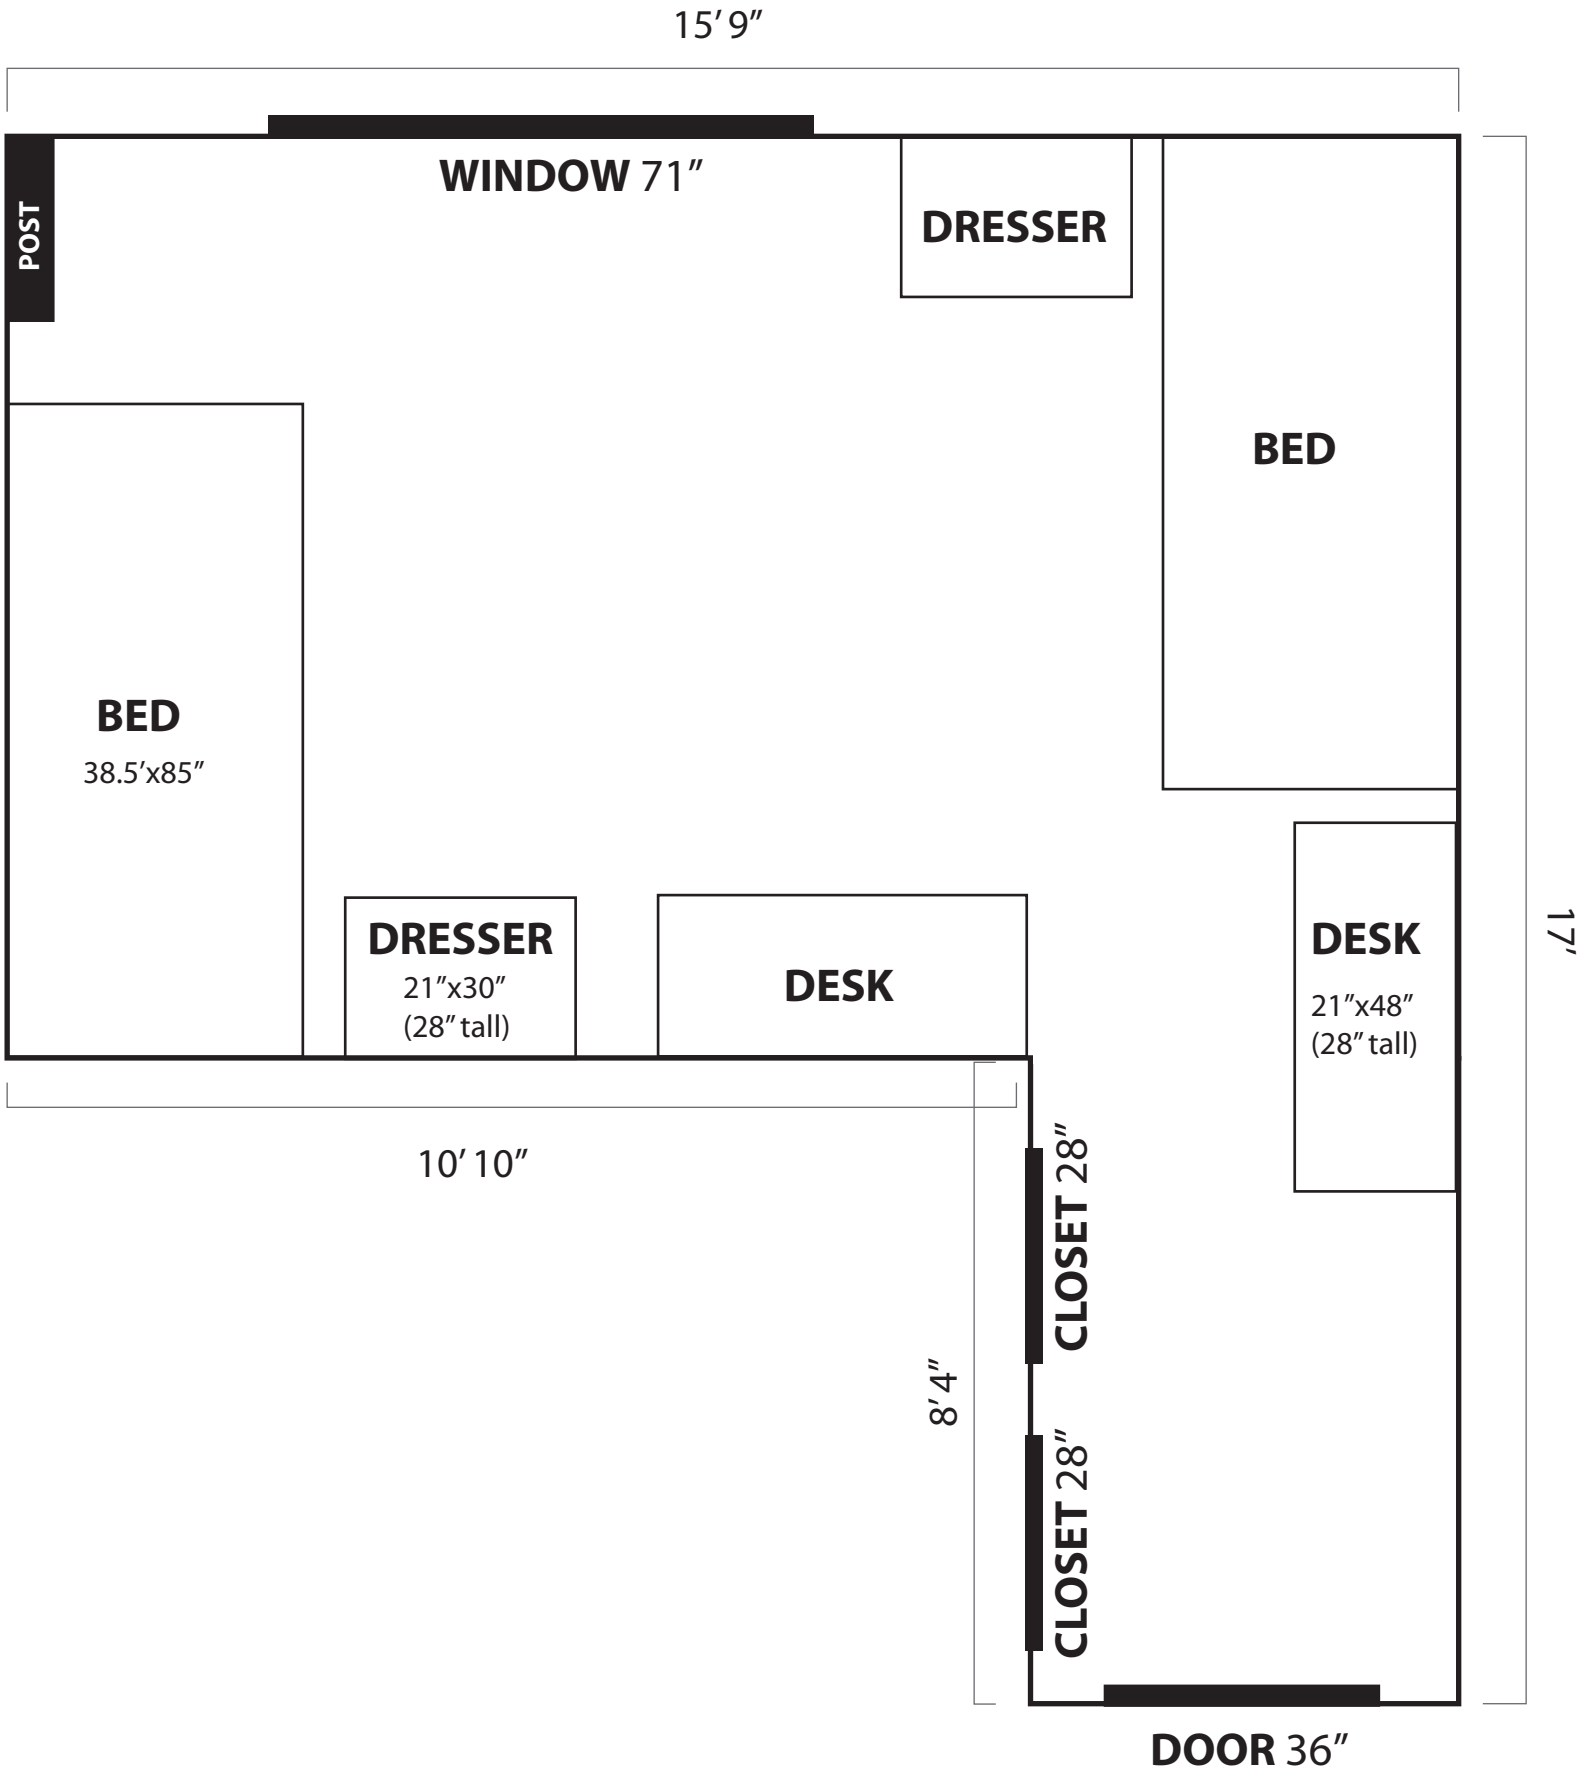 15’ 9”
WINDOW 71”
POST
DRESSER
BED
BED
38.5’x85”
DRESSER
21”x30”
(28” tall)
DESK
DESK
21”x48”
(28” tall)
17’
10’ 10”
CLOSET 28”
8’ 4”
CLOSET 28”
DOOR 36”